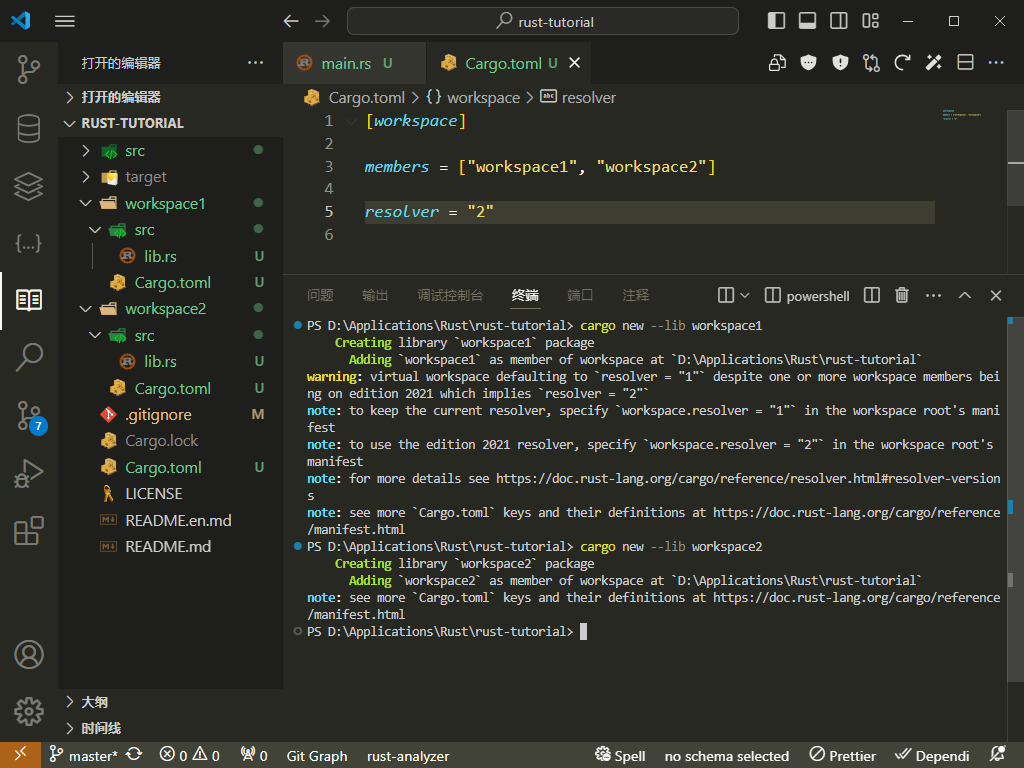 rust-tutorial
打开的编辑器
main.rs U
Cargo.toml U
打开的编辑器
RUST-TUTORIAL
src
target
workspace1
src
lib.rs U
Cargo.toml U
workspace2
src
lib.rs U
Cargo.toml U
.gitignore M
Cargo.lock
Cargo.toml U
LICENSE
README.en.md
README.md
大纲
时间线
Cargo.toml > {} workspace > abc resolver
1 [workspace]
2
3 members = ["workspace1", "workspace2"]
4
5 resolver = "2"
6
问题 输出 调试控制台 终端 端口 注释 powershell
PS D:\Applications\Rust\rust-tutorial> cargo new --lib workspace1
Creating library `workspace1` package
Adding `workspace1` as member of workspace at `D:\Applications\Rust\rust-tutorial`
warning: virtual workspace defaulting to `resolver = "1"` despite one or more workspace members bei
ng on edition 2021 which implies `resolver = "2"`
note: to keep the current resolver, specify `workspace.resolver = "1"` in the workspace root's mani
fest
note: to use the edition 2021 resolver, specify `workspace.resolver = "2"` in the workspace root's
manifest
note: for more details see https://doc.rust-lang.org/cargo/reference/resolver.html#resolver-version
s
note: see more `Cargo.toml` keys and their definitions at https://doc.rust-lang.org/cargo/reference
/manifest.html
PS D:\Applications\Rust\rust-tutorial> cargo new --lib workspace2
Creating library `workspace2` package
Adding `workspace2` as member of workspace at `D:\Applications\Rust\rust-tutorial`
note: see more `Cargo.toml` keys and their definitions at https://doc.rust-lang.org/cargo/reference
/manifest.html
PS D:\Applications\Rust\rust-tutorial>
7
master* 0 0 0 Git Graph rust-analyzer Spell no schema selected Prettier Dependi